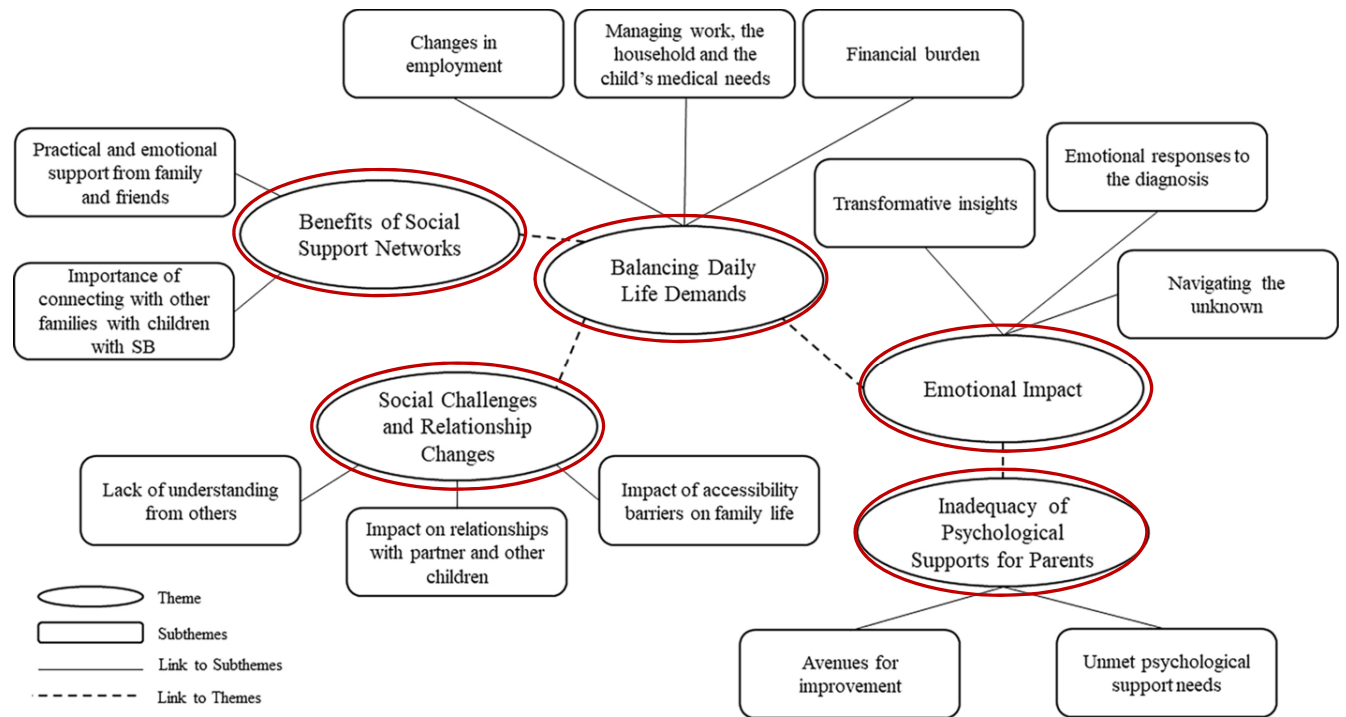 Changes in
employment
Managing work, the
household and the
child's medical needs
Financial burden
Practical and emotional
support from family
and friends
Emotional responses to
the diagnosis
Transformative insights
Benefits of Social
Support Networks
Balancing Daily
Life Demands
Importance of
connecting with other
families with children
with SB
Navigating the
unknown
Social Challenges
and Relationship
Changes
Emotional Impact
Lack of understanding
from others
Impact on relationships
with partner and other
children
Impact of accessibility
barriers on family life
Inadequacy of
Psychological
Supports for Parents
Avenues for
improvement
Unmet psychological
support needs
Theme
Subthemes
Link to Subthemes
Link to Themes